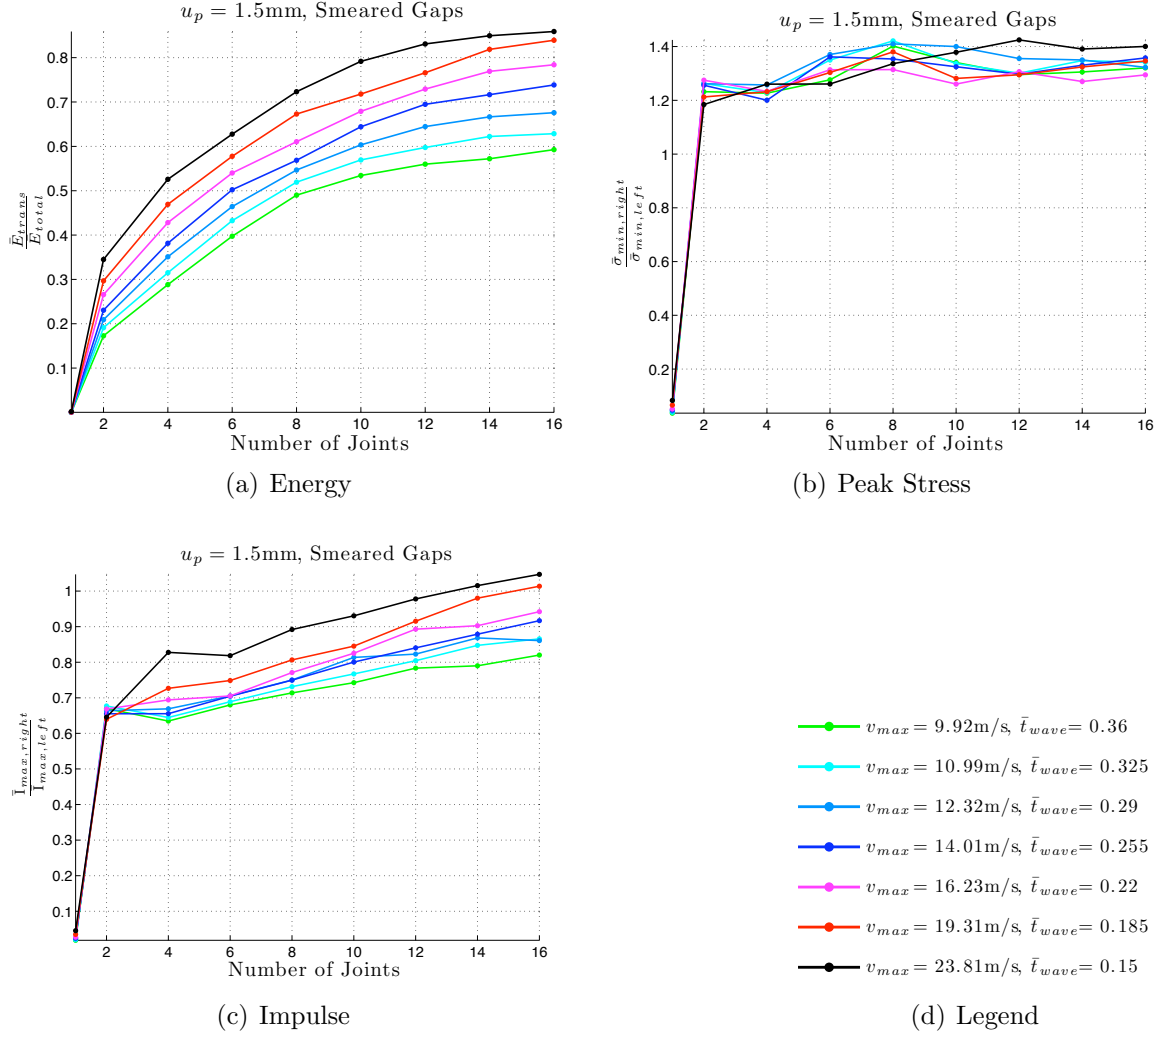 u_p = 1.5mm, Smeared Gaps
0.8
0.7
0.6
0.5
0.4
0.3
0.2
0.1
Ē_trans
Ē_total
2 4 6 8 10 12 14 16
Number of Joints
(a) Energy
u_p = 1.5mm, Smeared Gaps
1.4
1.2
1
0.8
0.6
0.4
0.2
σ̄_min,right
σ̄_min,left
2 4 6 8 10 12 14 16
Number of Joints
(b) Peak Stress
u_p = 1.5mm, Smeared Gaps
1
0.9
0.8
0.7
0.6
0.5
0.4
0.3
0.2
0.1
Ī_max,right
Ī_max,left
2 4 6 8 10 12 14 16
Number of Joints
(c) Impulse
v_max = 9.92m/s, t̄_wave = 0.36
v_max = 10.99m/s, t̄_wave = 0.325
v_max = 12.32m/s, t̄_wave = 0.29
v_max = 14.01m/s, t̄_wave = 0.255
v_max = 16.23m/s, t̄_wave = 0.22
v_max = 19.31m/s, t̄_wave = 0.185
v_max = 23.81m/s, t̄_wave = 0.15
(d) Legend